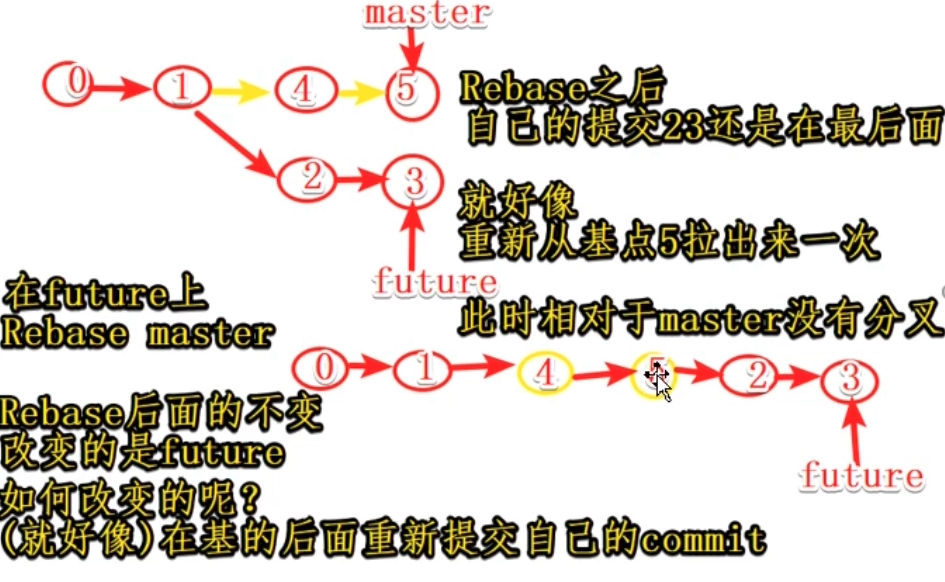 master
0 1 4 5
2 3
future
Rebase之后
自己的提交23还是在最后面
就好像
重新从基点5拉出来一次
此时相对于master没有分叉
在future上
Rebase master
0 1 4 5 2 3
future
Rebase后面的不变
改变的是future
如何改变的呢？
(就好像)在基的后面重新提交自己的commit